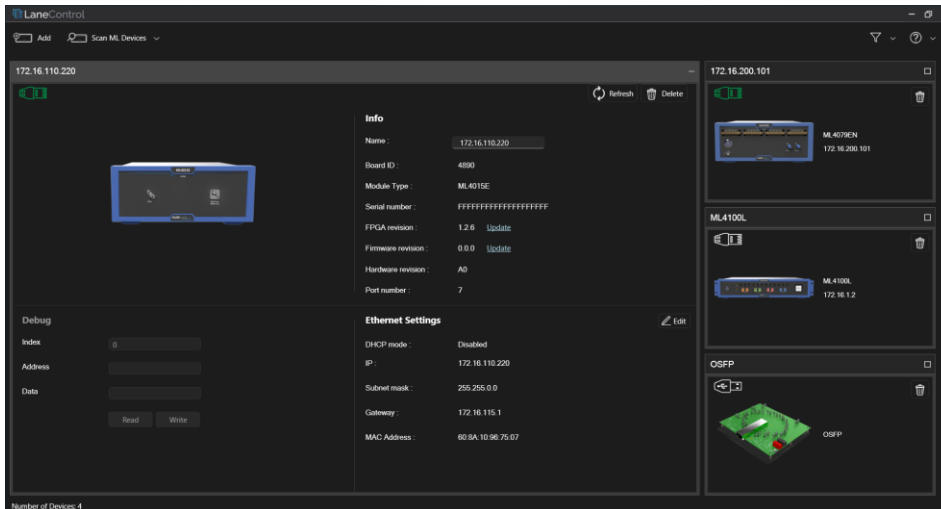 LaneControl
Add Scan ML Devices
172.16.110.220
Refresh Delete
Info
Name : 172.16.110.220
Board ID : 4890
Module Type : ML4015E
Serial number : FFFFFFFFFFFFFFFFFFF
FPGA revision : 1.2.6 Update
Firmware revision : 0.0.0 Update
Hardware revision : A0
Port number : 7
Debug
Index 0
Address
Data
Read Write
Ethernet Settings
Edit
DHCP mode : Disabled
IP : 172.16.110.220
Subnet mask : 255.255.0.0
Gateway : 172.16.115.1
MAC Address : 60:8A:10:96:75:07
172.16.200.101
ML4079EN
172.16.200.101
ML4100L
ML4100L
172.16.1.2
OSFP
OSFP
Number of Devices: 4